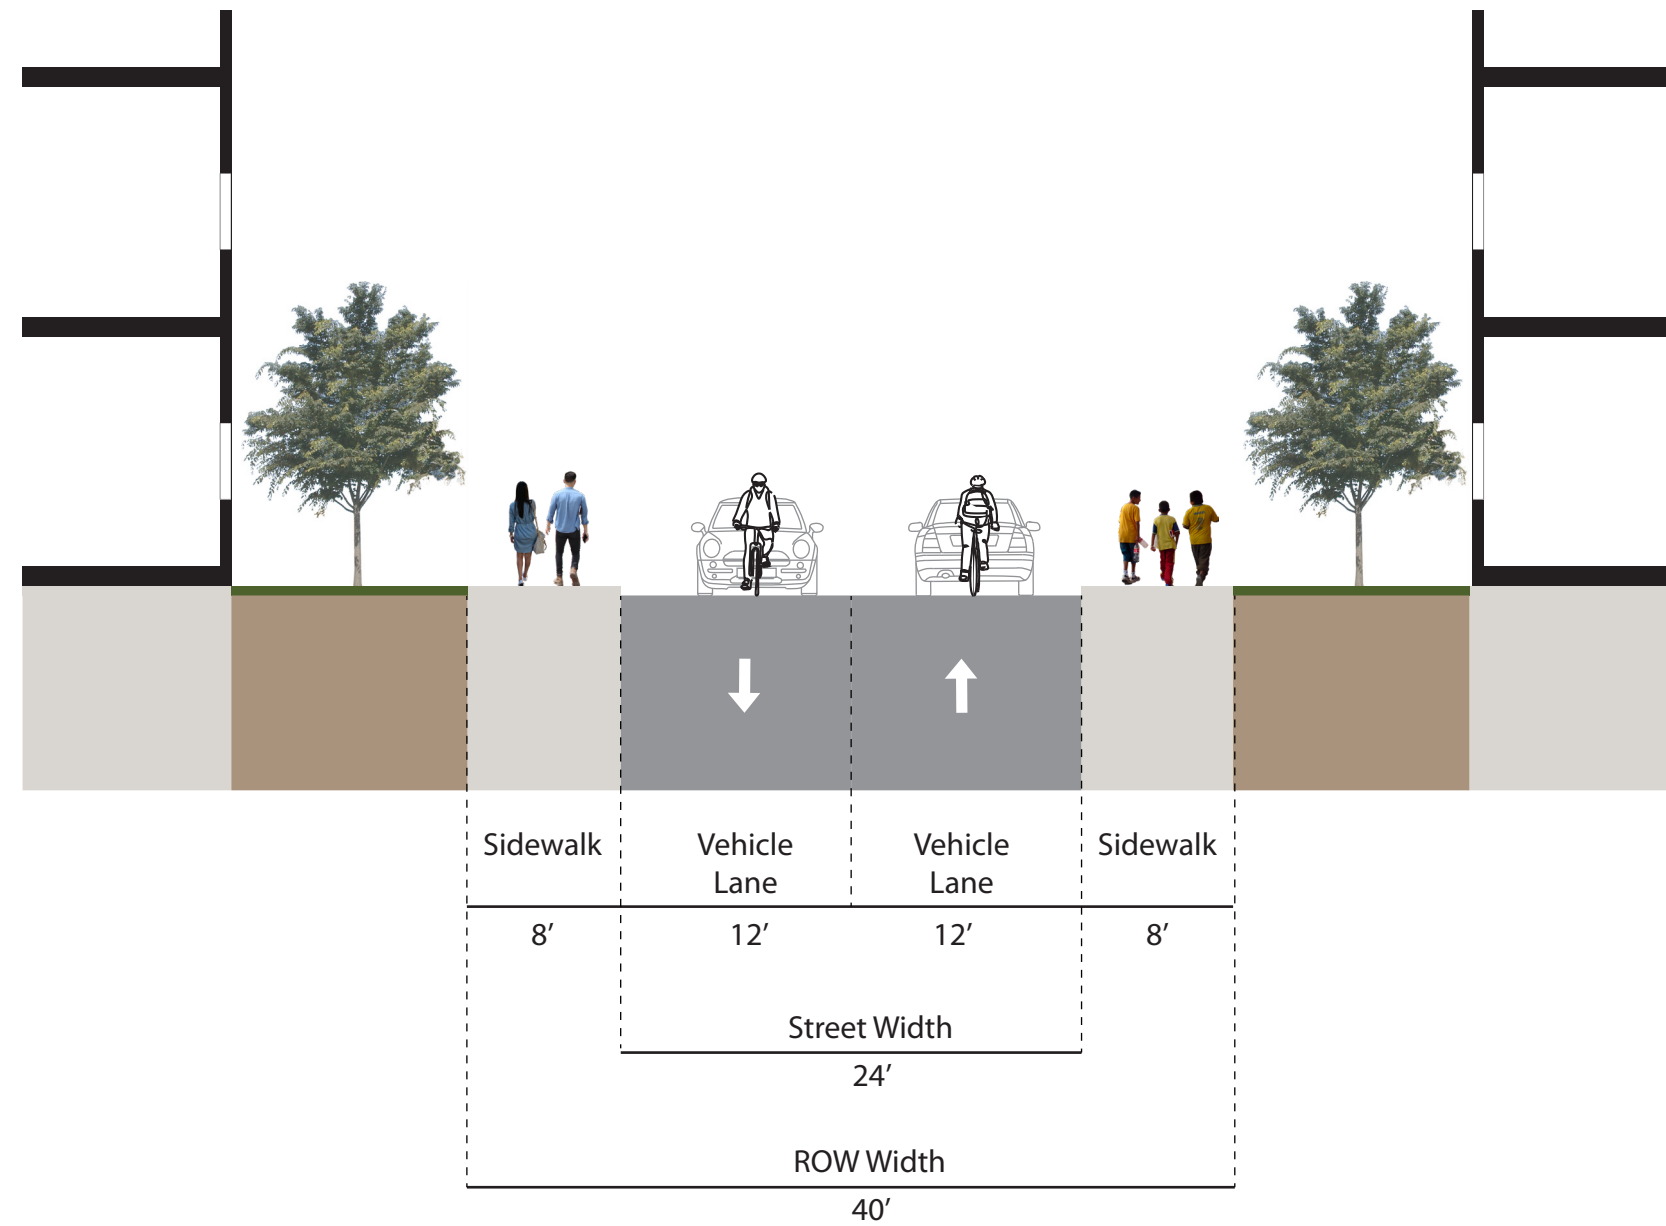 Sidewalk
Vehicle
Lane
Vehicle
Lane
Sidewalk
8’
12’
12’
8’
Street Width
24’
ROW Width
40’